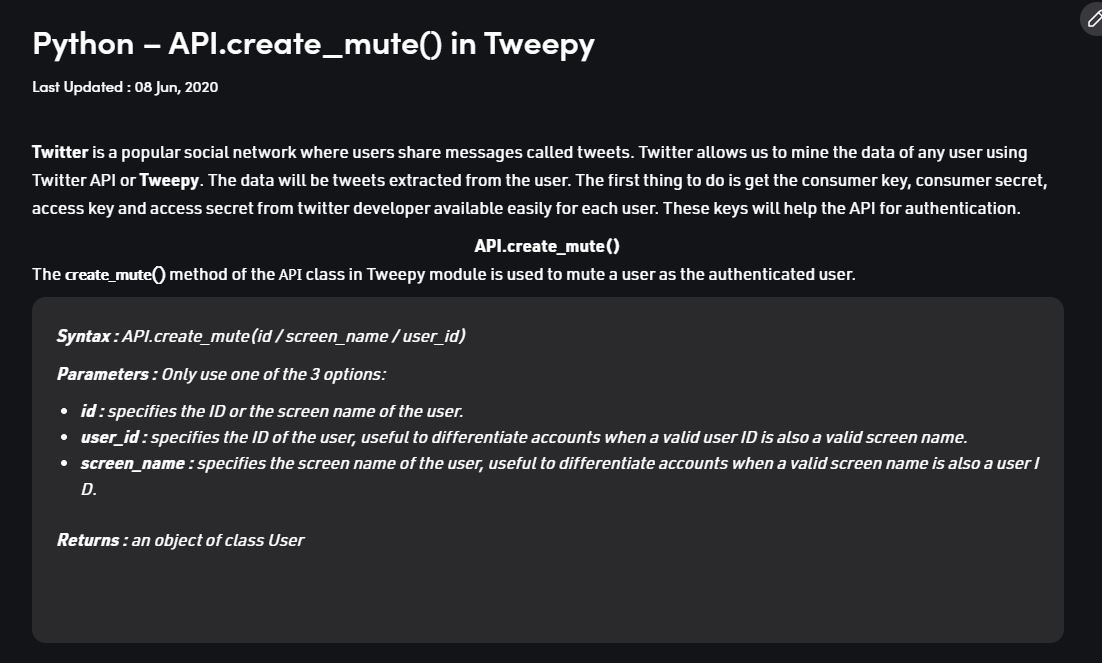 Python – API.create_mute() in Tweepy
Last Updated : 08 Jun, 2020
Twitter is a popular social network where users share messages called tweets. Twitter allows us to mine the data of any user using
Twitter API or Tweepy. The data will be tweets extracted from the user. The first thing to do is get the consumer key, consumer secret,
access key and access secret from twitter developer available easily for each user. These keys will help the API for authentication.
API.create_mute()
The create_mute() method of the API class in Tweepy module is used to mute a user as the authenticated user.
Syntax : API.create_mute(id / screen_name / user_id)
Parameters : Only use one of the 3 options:
• id : specifies the ID or the screen name of the user.
• user_id : specifies the ID of the user, useful to differentiate accounts when a valid user ID is also a valid screen name.
• screen_name : specifies the screen name of the user, useful to differentiate accounts when a valid screen name is also a user I
D.
Returns : an object of class User